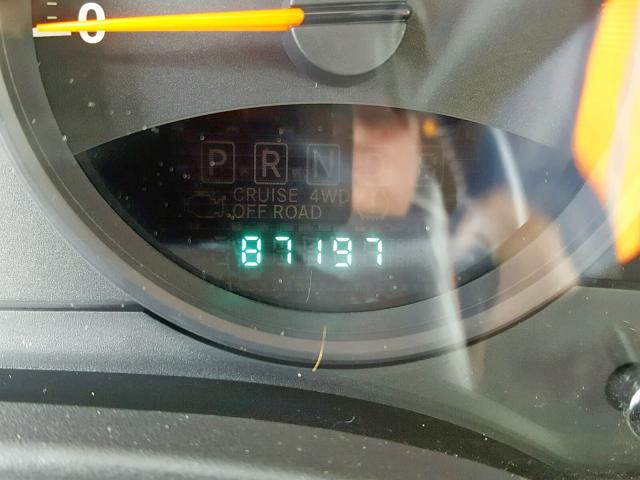 0
P R N D
CRUISE 4WD
OFF ROAD
87197